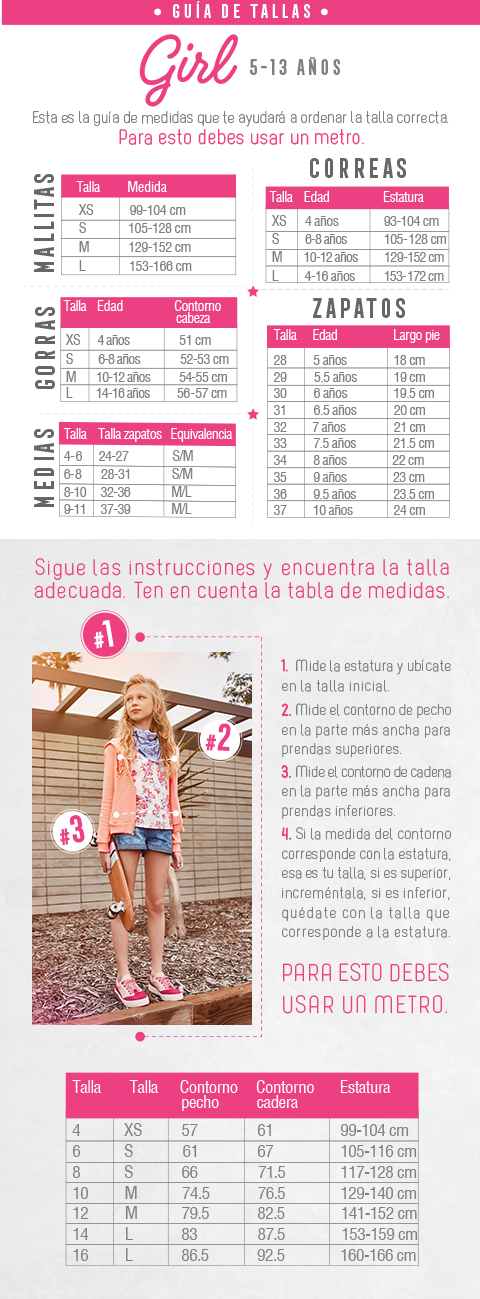 • GUÍA DE TALLAS •
Girl 5-13 AÑOS
Esta es la guía de medidas que te ayudará a ordenar la talla correcta.
Para esto debes usar un metro.
MALLITAS
Talla Medida
XS 99-104 cm
S 105-128 cm
M 129-152 cm
L 153-166 cm
CORREAS
Talla Edad Estatura
XS 4 años 93-104 cm
S 6-8 años 105-128 cm
M 10-12 años 129-152 cm
L 4-16 años 153-172 cm
GORRAS
Talla Edad Contorno
cabeza
XS 4 años 51 cm
S 6-8 años 52-53 cm
M 10-12 años 54-55 cm
L 14-16 años 56-57 cm
ZAPATOS
Talla Edad Largo pie
28 5 años 18 cm
29 5.5 años 19 cm
30 6 años 19.5 cm
31 6.5 años 20 cm
32 7 años 21 cm
33 7.5 años 21.5 cm
34 8 años 22 cm
35 9 años 23 cm
36 9.5 años 23.5 cm
37 10 años 24 cm
MEDIAS
Talla Talla zapatos Equivalencia
4-6 24-27 S/M
6-8 28-31 S/M
8-10 32-36 M/L
9-11 37-39 M/L
Sigue las instrucciones y encuentra la talla
adecuada. Ten en cuenta la tabla de medidas.
#1
#2
#3
1. Mide la estatura y ubícate
en la talla inicial.
2. Mide el contorno de pecho
en la parte más ancha para
prendas superiores.
3. Mide el contorno de cadena
en la parte más ancha para
prendas inferiores.
4. Si la medida del contorno
corresponde con la estatura,
esa es tu talla, si es superior,
increméntala, si es inferior,
quédate con la talla que
corresponde a la estatura.
PARA ESTO DEBES
USAR UN METRO.
Talla Talla Contorno Contorno Estatura
pecho cadera
4 XS 57 61 99-104 cm
6 S 61 67 105-116 cm
8 S 66 71.5 117-128 cm
10 M 74.5 76.5 129-140 cm
12 M 79.5 82.5 141-152 cm
14 L 83 87.5 153-159 cm
16 L 86.5 92.5 160-166 cm